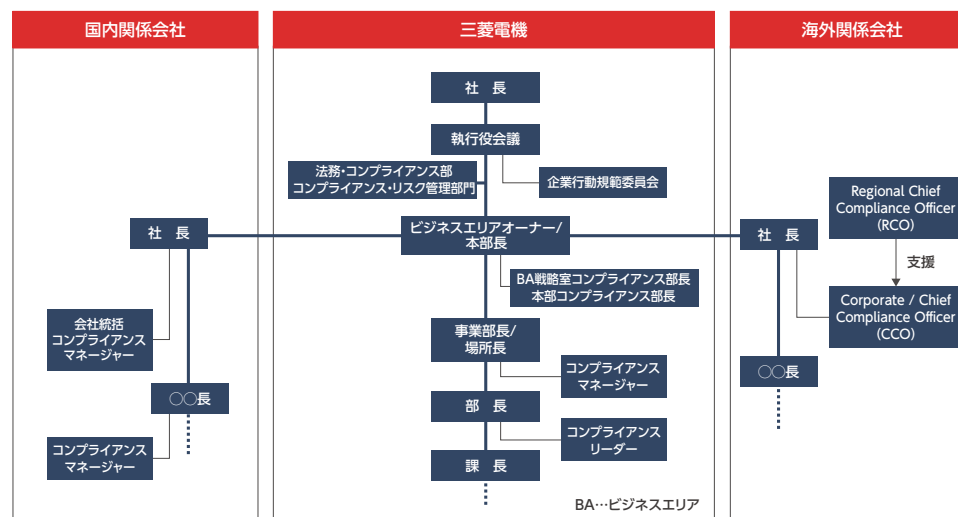 国内関係会社
三菱電機
海外関係会社
社 長
執行役会議
法務・コンプライアンス部
コンプライアンス・リスク管理部門
企業行動規範委員会
社 長
ビジネスエリアオーナー/
本部長
社 長
Regional Chief
Compliance Officer
(RCO)
支援
BA戦略室コンプライアンス部長
本部コンプライアンス部長
Corporate / Chief
Compliance Officer
(CCO)
会社統括
コンプライアンス
マネージャー
事業部長/
場所長
コンプライアンス
マネージャー
〇〇長
〇〇長
部 長
コンプライアンス
リーダー
コンプライアンス
マネージャー
課 長
BA…ビジネスエリア